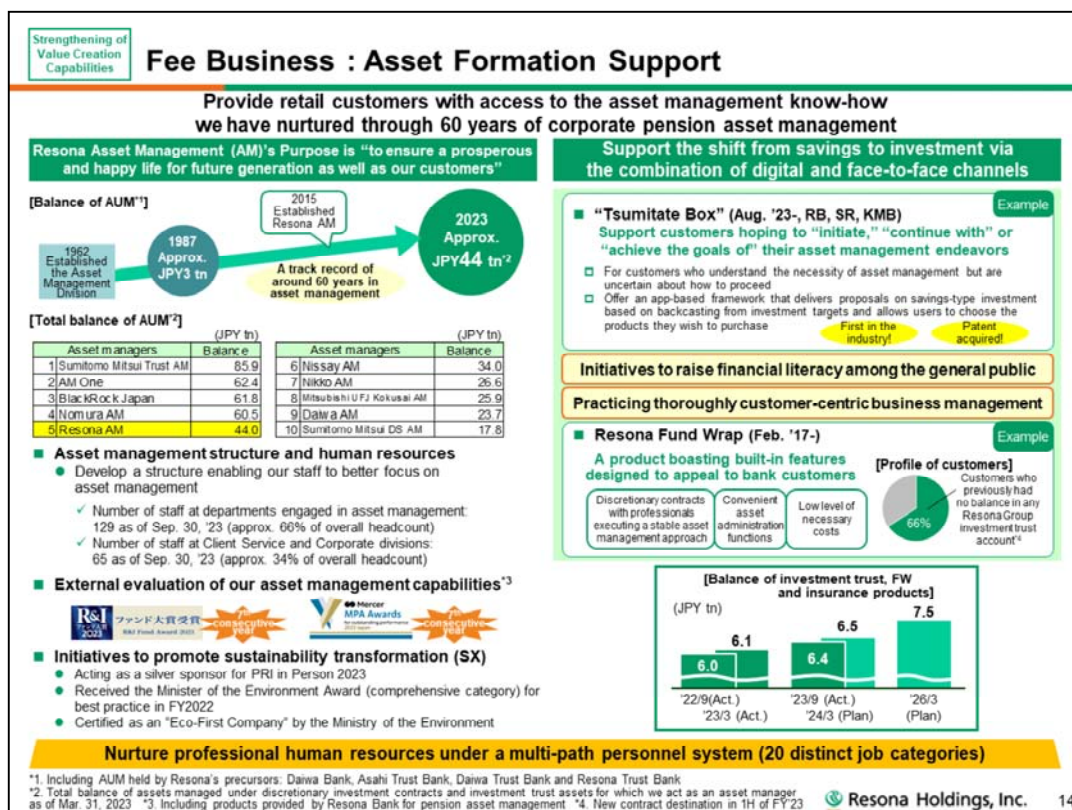 Strengthening of
Value Creation
Capabilities
Fee Business : Asset Formation Support
Provide retail customers with access to the asset management know-how
we have nurtured through 60 years of corporate pension asset management
Resona Asset Management (AM)'s Purpose is "to ensure a prosperous
and happy life for future generation as well as our customers"
[Balance of AUM*1]
1962
Established
the Asset
Management
Division
1987
Approx.
JPY3 tn
2015
Established
Resona AM
A track record of
around 60 years in
asset management
2023
Approx.
JPY44 tn*2
[Total balance of AUM*2]
(JPY tn)
Asset managers Balance
1 Sumitomo Mitsui Trust AM 85.9
2 AM One 62.4
3 BlackRock Japan 61.8
4 Nomura AM 60.5
5 Resona AM 44.0
(JPY tn)
Asset managers Balance
6 Nissay AM 34.0
7 Nikko AM 26.6
8 Mitsubishi UFJ Kokusai AM 25.9
9 Daiwa AM 23.7
10 Sumitomo Mitsui DS AM 17.8
■ Asset management structure and human resources
● Develop a structure enabling our staff to better focus on
asset management
✓ Number of staff at departments engaged in asset management:
129 as of Sep. 30, '23 (approx. 66% of overall headcount)
✓ Number of staff at Client Service and Corporate divisions:
65 as of Sep. 30, '23 (approx. 34% of overall headcount)
■ External evaluation of our asset management capabilities*3
R&I
ファンド大賞
2023
ファンド大賞受賞
R&I Fund Award 2023
7th
consecutive
year
Mercer
MPA Awards
for outstanding performance
2023 Japan
7th
consecutive
year
■ Initiatives to promote sustainability transformation (SX)
● Acting as a silver sponsor for PRI in Person 2023
● Received the Minister of the Environment Award (comprehensive category) for
best practice in FY2022
● Certified as an "Eco-First Company" by the Ministry of the Environment
Support the shift from savings to investment via
the combination of digital and face-to-face channels
Example
■ "Tsumitate Box" (Aug. '23-, RB, SR, KMB)
Support customers hoping to "initiate," "continue with" or
"achieve the goals of" their asset management endeavors
□ For customers who understand the necessity of asset management but are
uncertain about how to proceed
□ Offer an app-based framework that delivers proposals on savings-type investment
based on backcasting from investment targets and allows users to choose the
products they wish to purchase
First in the
industry!
Patent
acquired!
Initiatives to raise financial literacy among the general public
Practicing thoroughly customer-centric business management
■ Resona Fund Wrap (Feb. '17-)
Example
A product boasting built-in features
designed to appeal to bank customers
Discretionary contracts
with professionals
executing a stable asset
management approach
Convenient
asset
administration
functions
Low level of
necessary
costs
[Profile of customers]
66%
Customers who
previously had
no balance in any
Resona Group
investment trust
account*4
[Balance of investment trust, FW
and insurance products]
(JPY tn)
6.0
6.1
6.4
6.5
7.5
'22/9(Act.)
'23/3 (Act.)
'23/9 (Act.)
'24/3 (Plan)
'26/3
(Plan)
Nurture professional human resources under a multi-path personnel system (20 distinct job categories)
*1. Including AUM held by Resona's precursors: Daiwa Bank, Asahi Trust Bank, Daiwa Trust Bank and Resona Trust Bank
*2. Total balance of assets managed under discretionary investment contracts and investment trust assets for which we act as an asset manager
as of Mar. 31, 2023 *3. Including products provided by Resona Bank for pension asset management *4. New contract destination in 1H of FY'23
Resona Holdings, Inc.
14